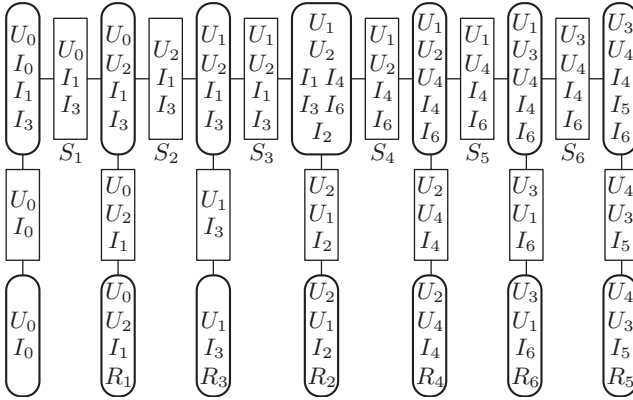 U₀
I₀
I₁
I₃
U₀
I₁
I₃
S₁
U₀
U₂
I₁
I₃
U₂
I₁
I₃
S₂
U₁
U₂
I₁
I₃
U₁
U₂
I₁
I₃
S₃
U₁
U₂
I₁ I₄
I₃ I₆
I₂
U₁
U₂
I₄
I₆
S₄
U₁
U₂
U₄
I₄
I₆
U₁
U₄
I₄
I₆
S₅
U₁
U₃
U₄
I₄
I₆
U₃
U₄
I₄
I₆
S₆
U₃
U₄
I₄
I₅
I₆
U₀
I₀
U₀
U₂
I₁
U₁
I₃
U₂
U₁
I₂
U₂
U₄
I₄
U₃
U₁
I₆
U₄
U₃
I₅
U₀
I₀
U₀
U₂
I₁
R₁
U₁
I₃
R₃
U₂
U₁
I₂
R₂
U₂
U₄
I₄
R₄
U₃
U₁
I₆
R₆
U₄
U₃
I₅
R₅